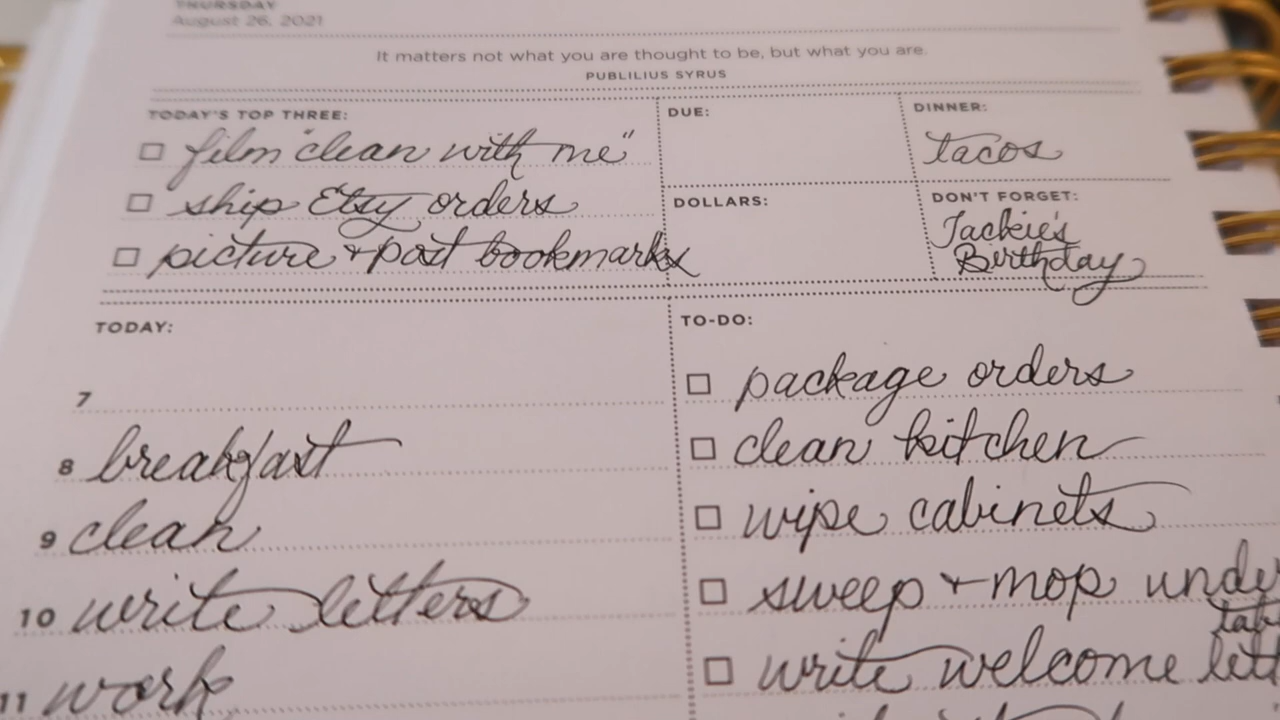 THURSDAY
August 26, 2021
It matters not what you are thought to be, but what you are.
PUBLILIUS SYRUS
TODAY'S TOP THREE:
film "clean with me"
ship Etsy orders
picture + post bookmarks
DUE:
DOLLARS:
DINNER:
tacos
DON'T FORGET:
Jackie's
Birthday
TODAY:
7
8 breakfast
9 clean
10 write letters
11 work
TO-DO:
package orders
clean kitchen
wipe cabinets
sweep + mop
write welcome